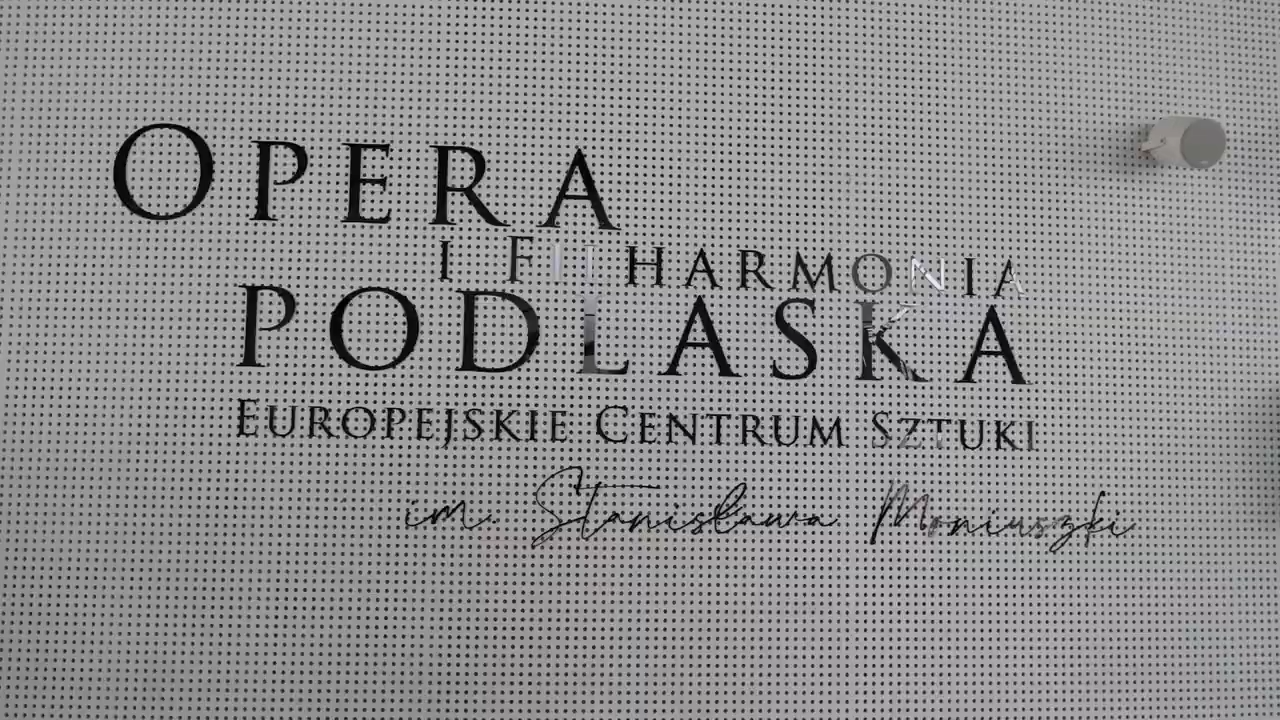 OPERA
I FILHARMONIA
PODLASKA
EUROPEJSKIE CENTRUM SZTUKI
im. Stanisława Moniuszki